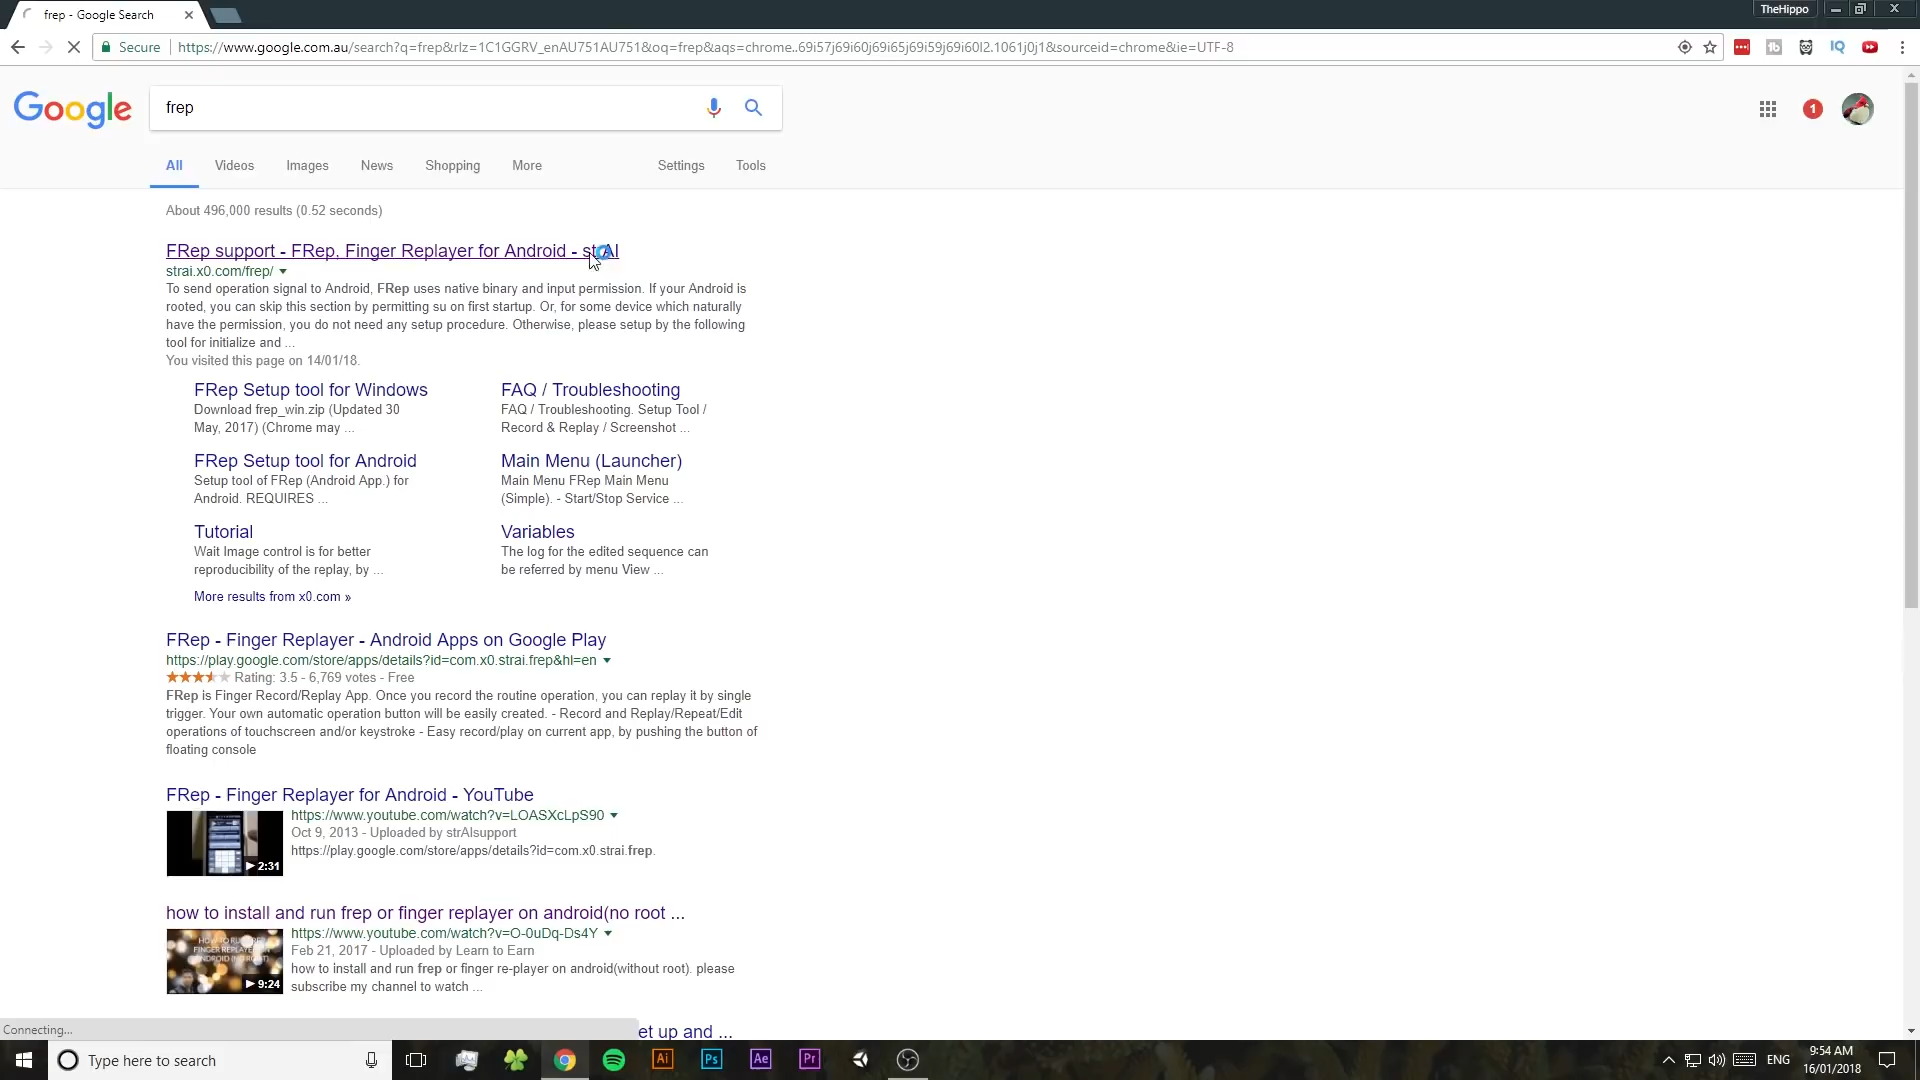 frep - Google Search
TheHippo
Secure
https://www.google.com.au/search?q=frep&rlz=1C1GGRV_enAU751AU751&oq=frep&aqs=chrome..69i57j69i60j69i65j69i59j69i60l2.1061j0j1&sourceid=chrome&ie=UTF-8
Google
frep
1
All Videos Images News Shopping More Settings Tools
About 496,000 results (0.52 seconds)
FRep support - FRep, Finger Replayer for Android - strAI
strai.x0.com/frep/
To send operation signal to Android, FRep uses native binary and input permission. If your Android is
rooted, you can skip this section by permitting su on first startup. Or, for some device which naturally
have the permission, you do not need any setup procedure. Otherwise, please setup by the following
tool for initialize and ...
You visited this page on 14/01/18.
FRep Setup tool for Windows
Download frep_win.zip (Updated 30
May, 2017) (Chrome may ...
FAQ / Troubleshooting
FAQ / Troubleshooting. Setup Tool /
Record & Replay / Screenshot ...
FRep Setup tool for Android
Setup tool of FRep (Android App.) for
Android. REQUIRES ...
Main Menu (Launcher)
Main Menu FRep Main Menu
(Simple). - Start/Stop Service ...
Tutorial
Wait Image control is for better
reproducibility of the replay, by ...
Variables
The log for the edited sequence can
be referred by menu View ...
More results from x0.com »
FRep - Finger Replayer - Android Apps on Google Play
https://play.google.com/store/apps/details?id=com.x0.strai.frep&hl=en
Rating: 3.5 - 6,769 votes - Free
FRep is Finger Record/Replay App. Once you record the routine operation, you can replay it by single
trigger. Your own automatic operation button will be easily created. - Record and Replay/Repeat/Edit
operations of touchscreen and/or keystroke - Easy record/play on current app, by pushing the button of
floating console
FRep - Finger Replayer for Android - YouTube
https://www.youtube.com/watch?v=LOASXcLpS90
Oct 9, 2013 - Uploaded by strAIsupport
https://play.google.com/store/apps/details?id=com.x0.strai.frep.
2:31
how to install and run frep or finger replayer on android(no root ...
https://www.youtube.com/watch?v=O-0uDq-Ds4Y
Feb 21, 2017 - Uploaded by Learn to Earn
how to install and run frep or finger re-player on android(without root). please
subscribe my channel to watch ...
9:24
Connecting...
et up and ...
Type here to search
Ai
Ps
Ae
Pr
ENG
9:54 AM
16/01/2018